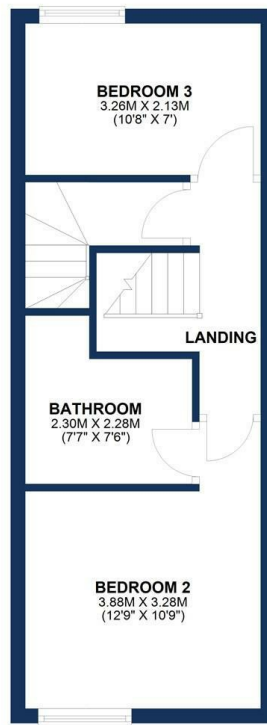 BEDROOM 3
3.26M X 2.13M
(10'8" X 7')
LANDING
BATHROOM
2.30M X 2.28M
(7'7" X 7'6")
BEDROOM 2
3.88M X 3.28M
(12'9" X 10'9")